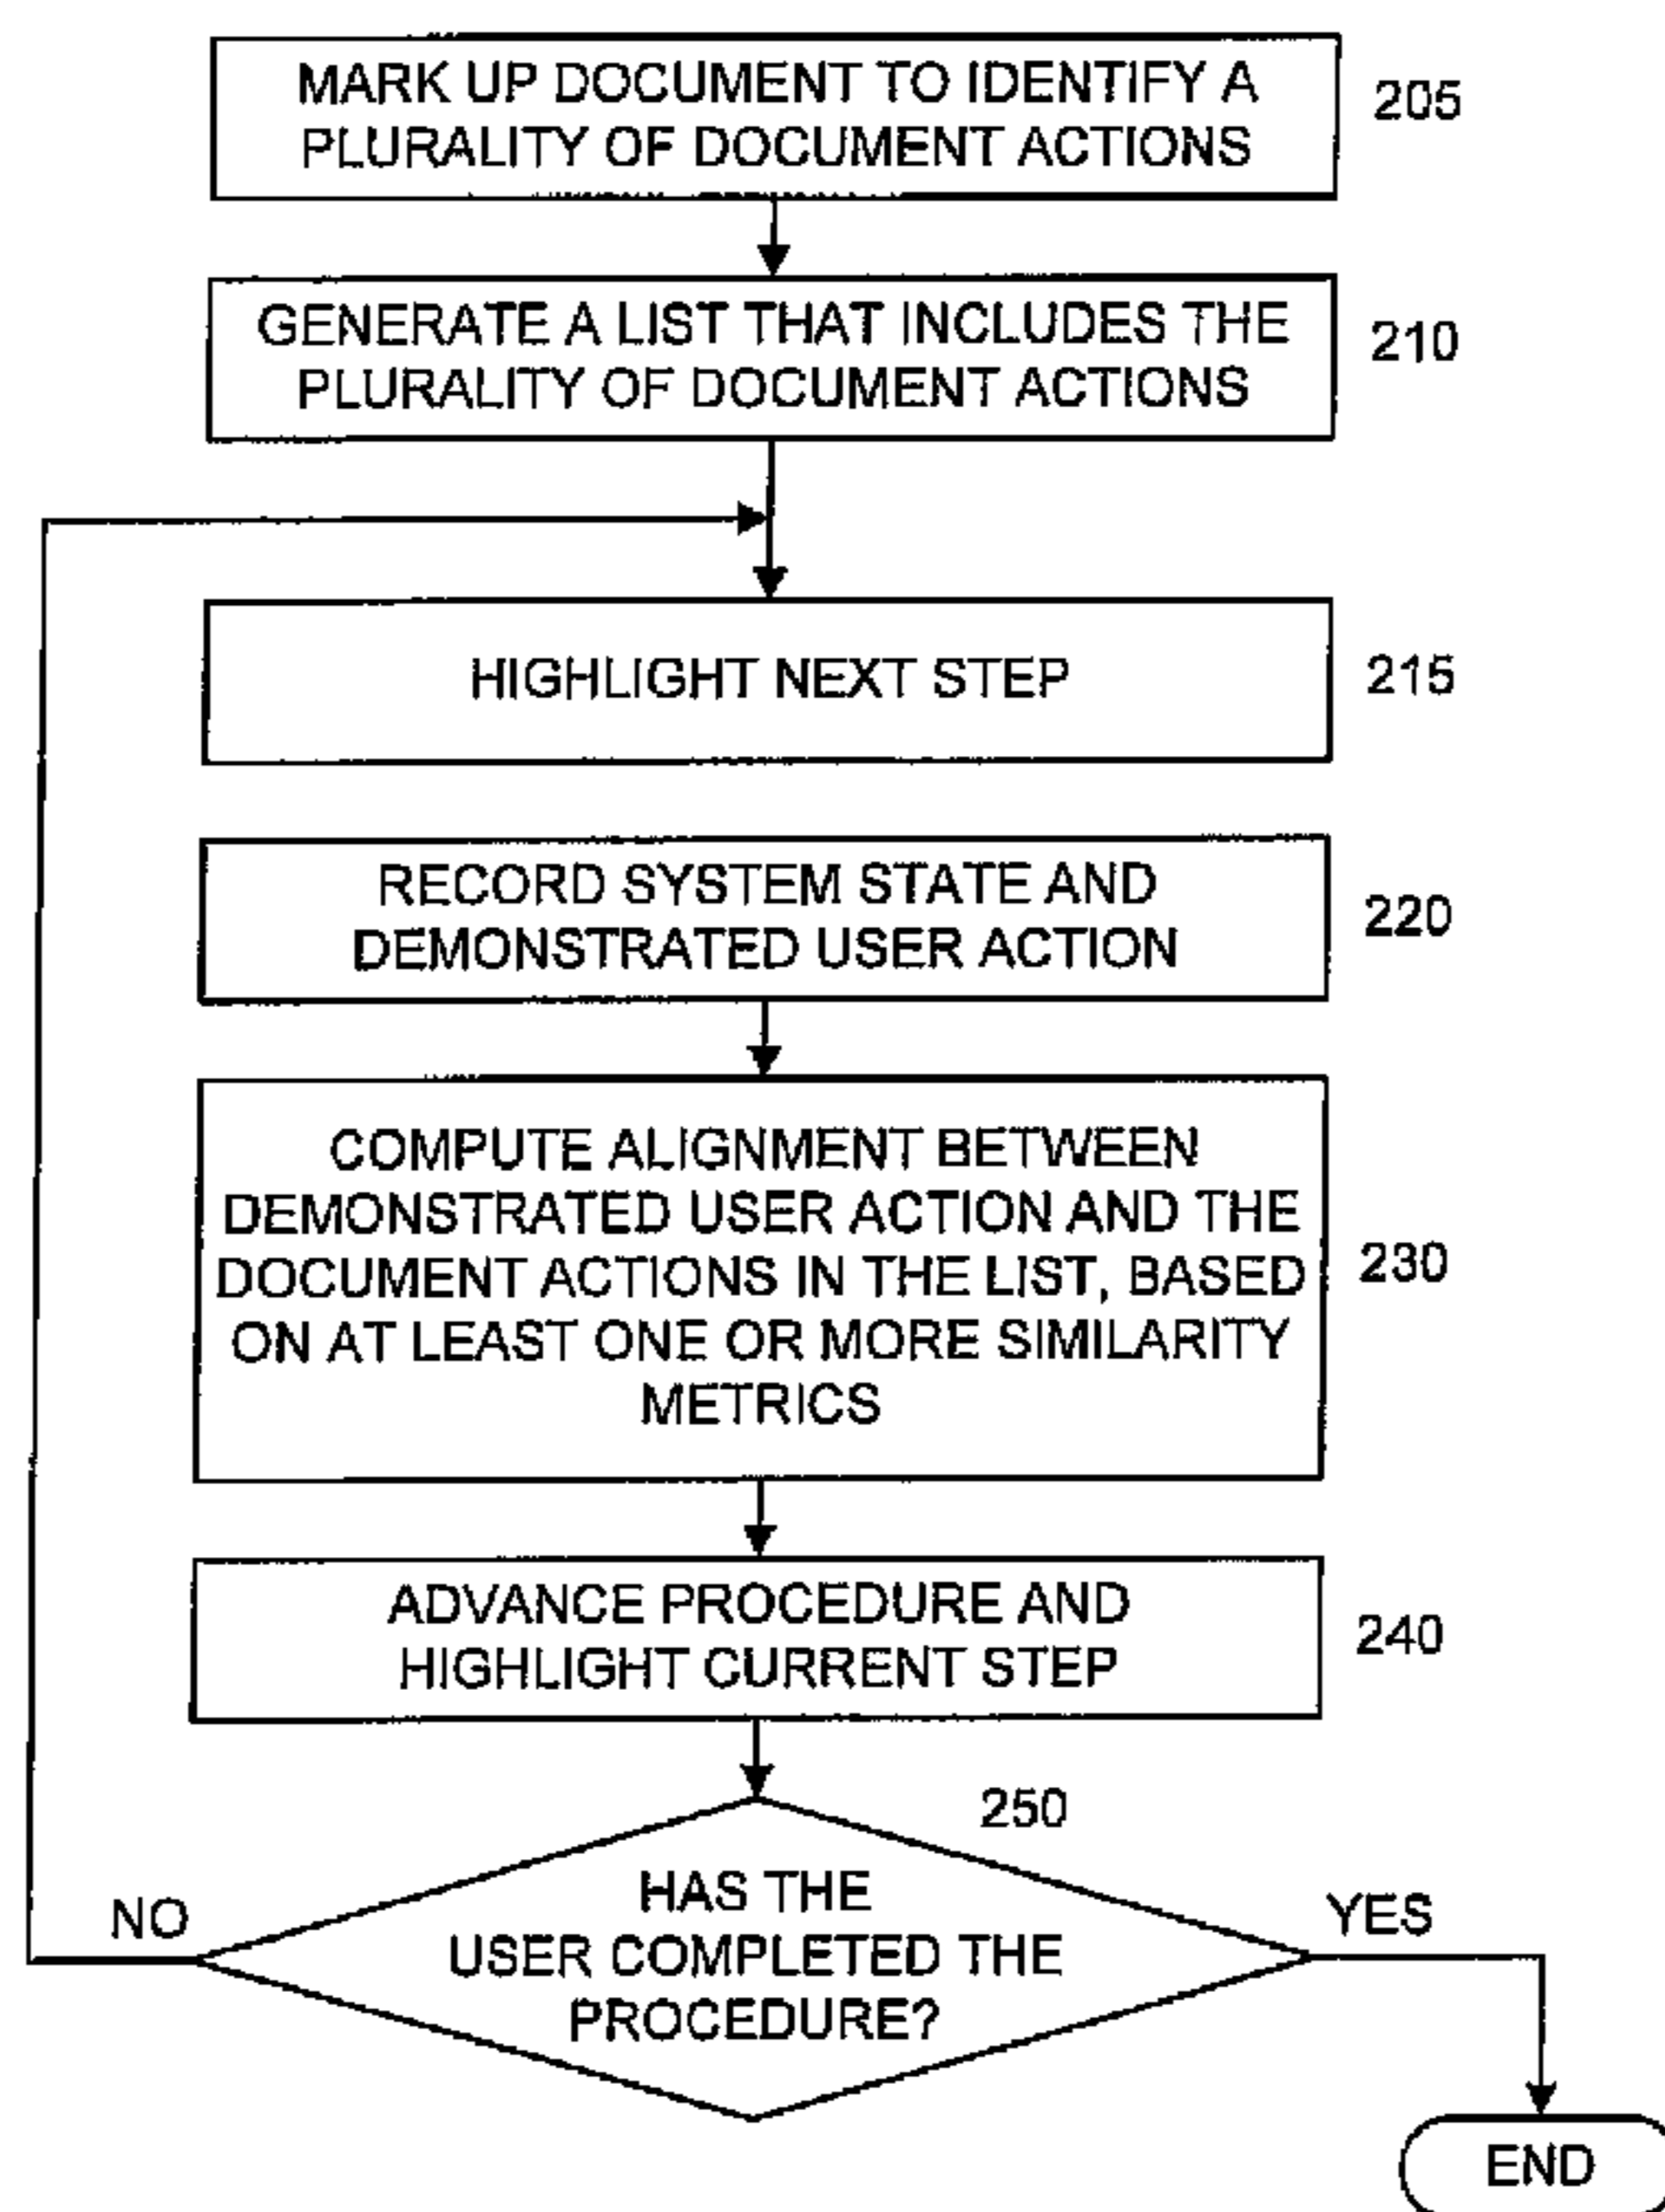 MARK UP DOCUMENT TO IDENTIFY A
PLURALITY OF DOCUMENT ACTIONS
205
GENERATE A LIST THAT INCLUDES THE
PLURALITY OF DOCUMENT ACTIONS
210
HIGHLIGHT NEXT STEP
215
RECORD SYSTEM STATE AND
DEMONSTRATED USER ACTION
220
COMPUTE ALIGNMENT BETWEEN
DEMONSTRATED USER ACTION AND THE
DOCUMENT ACTIONS IN THE LIST, BASED
ON AT LEAST ONE OR MORE SIMILARITY
METRICS
230
ADVANCE PROCEDURE AND
HIGHLIGHT CURRENT STEP
240
250
HAS THE
USER COMPLETED THE
PROCEDURE?
NO
YES
END